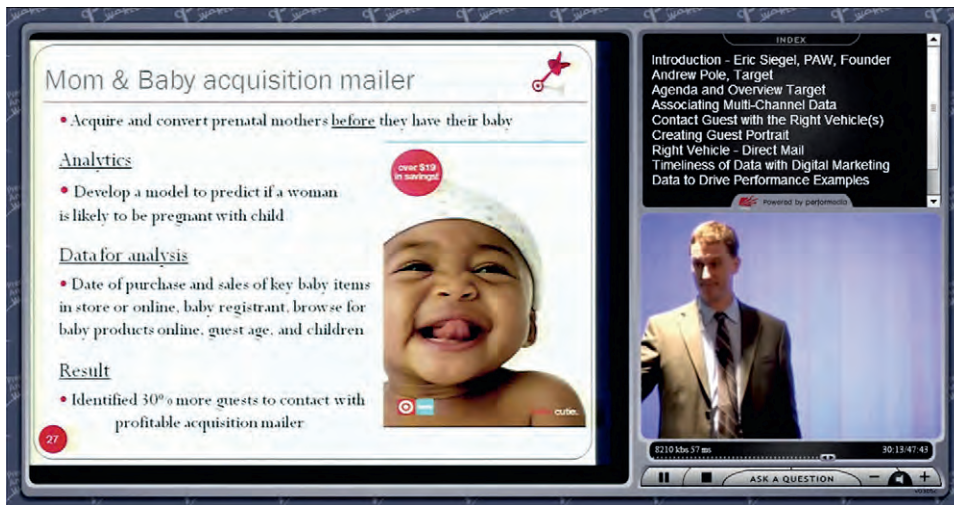 Mom & Baby acquisition mailer
• Acquire and convert prenatal mothers before they have their baby
Analytics
• Develop a model to predict if a woman
is likely to be pregnant with child
Data for analysis
• Date of purchase and sales of key baby items
in store or online, baby registrant, browse for
baby products online, guest age, and children
Result
• Identified 30% more guests to contact with
profitable acquisition mailer
27
over $19
in savings!
cutie.
INDEX
Introduction - Eric Siegel, PAW, Founder
Andrew Pole, Target
Agenda and Overview Target
Associating Multi-Channel Data
Contact Guest with the Right Vehicle(s)
Creating Guest Portrait
Right Vehicle - Direct Mail
Timeliness of Data with Digital Marketing
Data to Drive Performance Examples
Powered by performedia
8210 kbs 57 ms
30:13/47:43
ASK A QUESTION